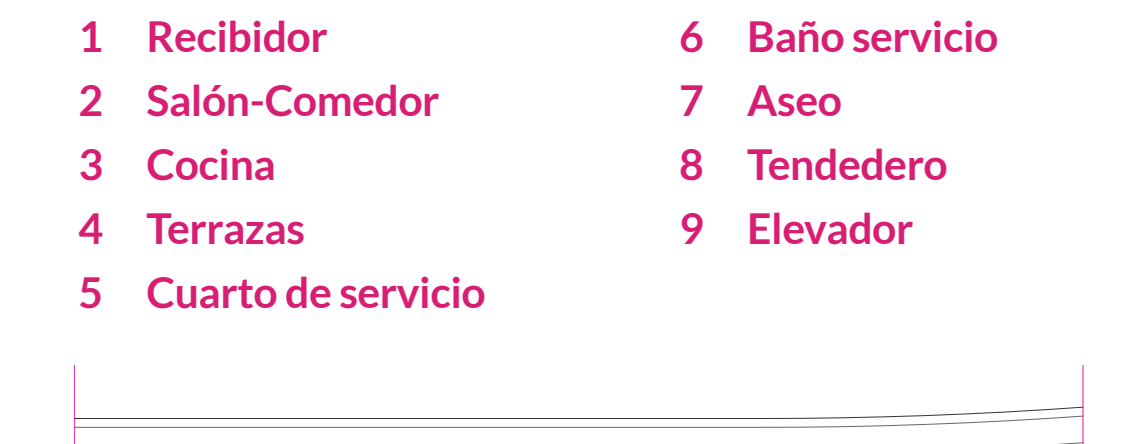 1 Recibidor
2 Salón-Comedor
3 Cocina
4 Terrazas
5 Cuarto de servicio
6 Baño servicio
7 Aseo
8 Tendedero
9 Elevador